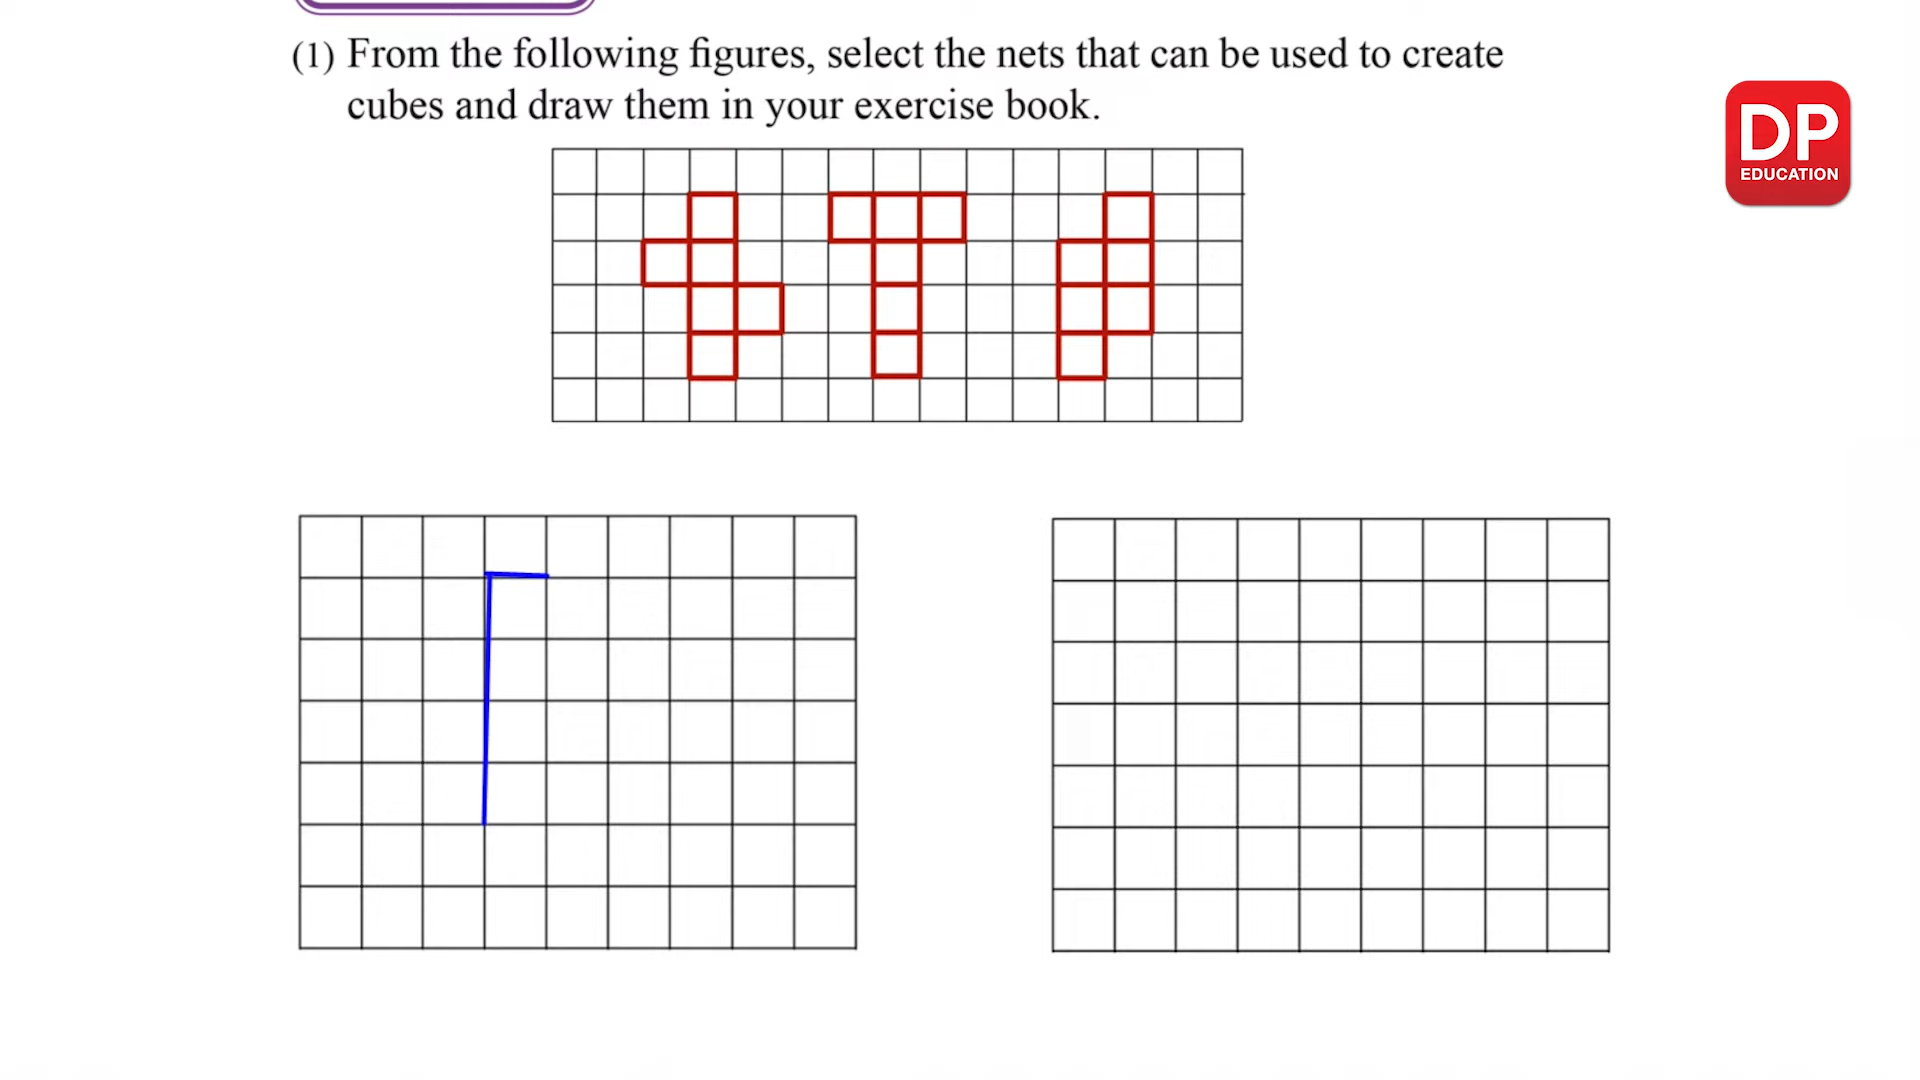 (1) From the following figures, select the nets that can be used to create
cubes and draw them in your exercise book.
DP
EDUCATION